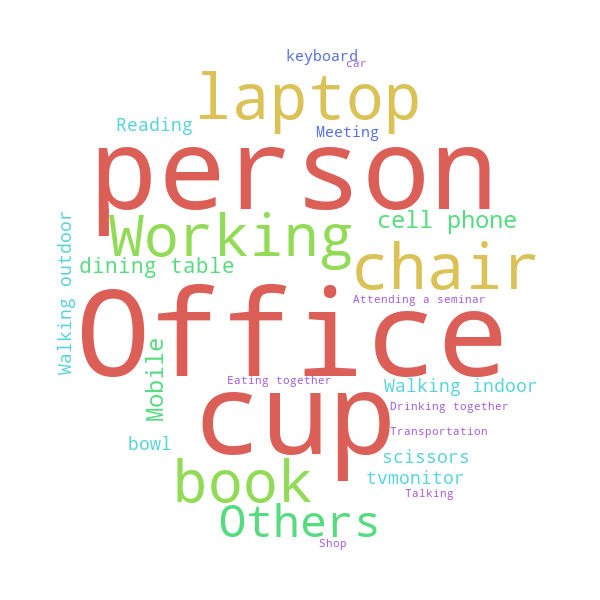 keyboard
car
laptop
Reading
Meeting
person
Working
cell phone
Walking outdoor
dining table
chair
Attending a seminar
Office
Mobile
Eating together
Walking indoor
cup
Drinking together
Transportation
bowl
scissors
book
tvmonitor
Talking
Others
Shop